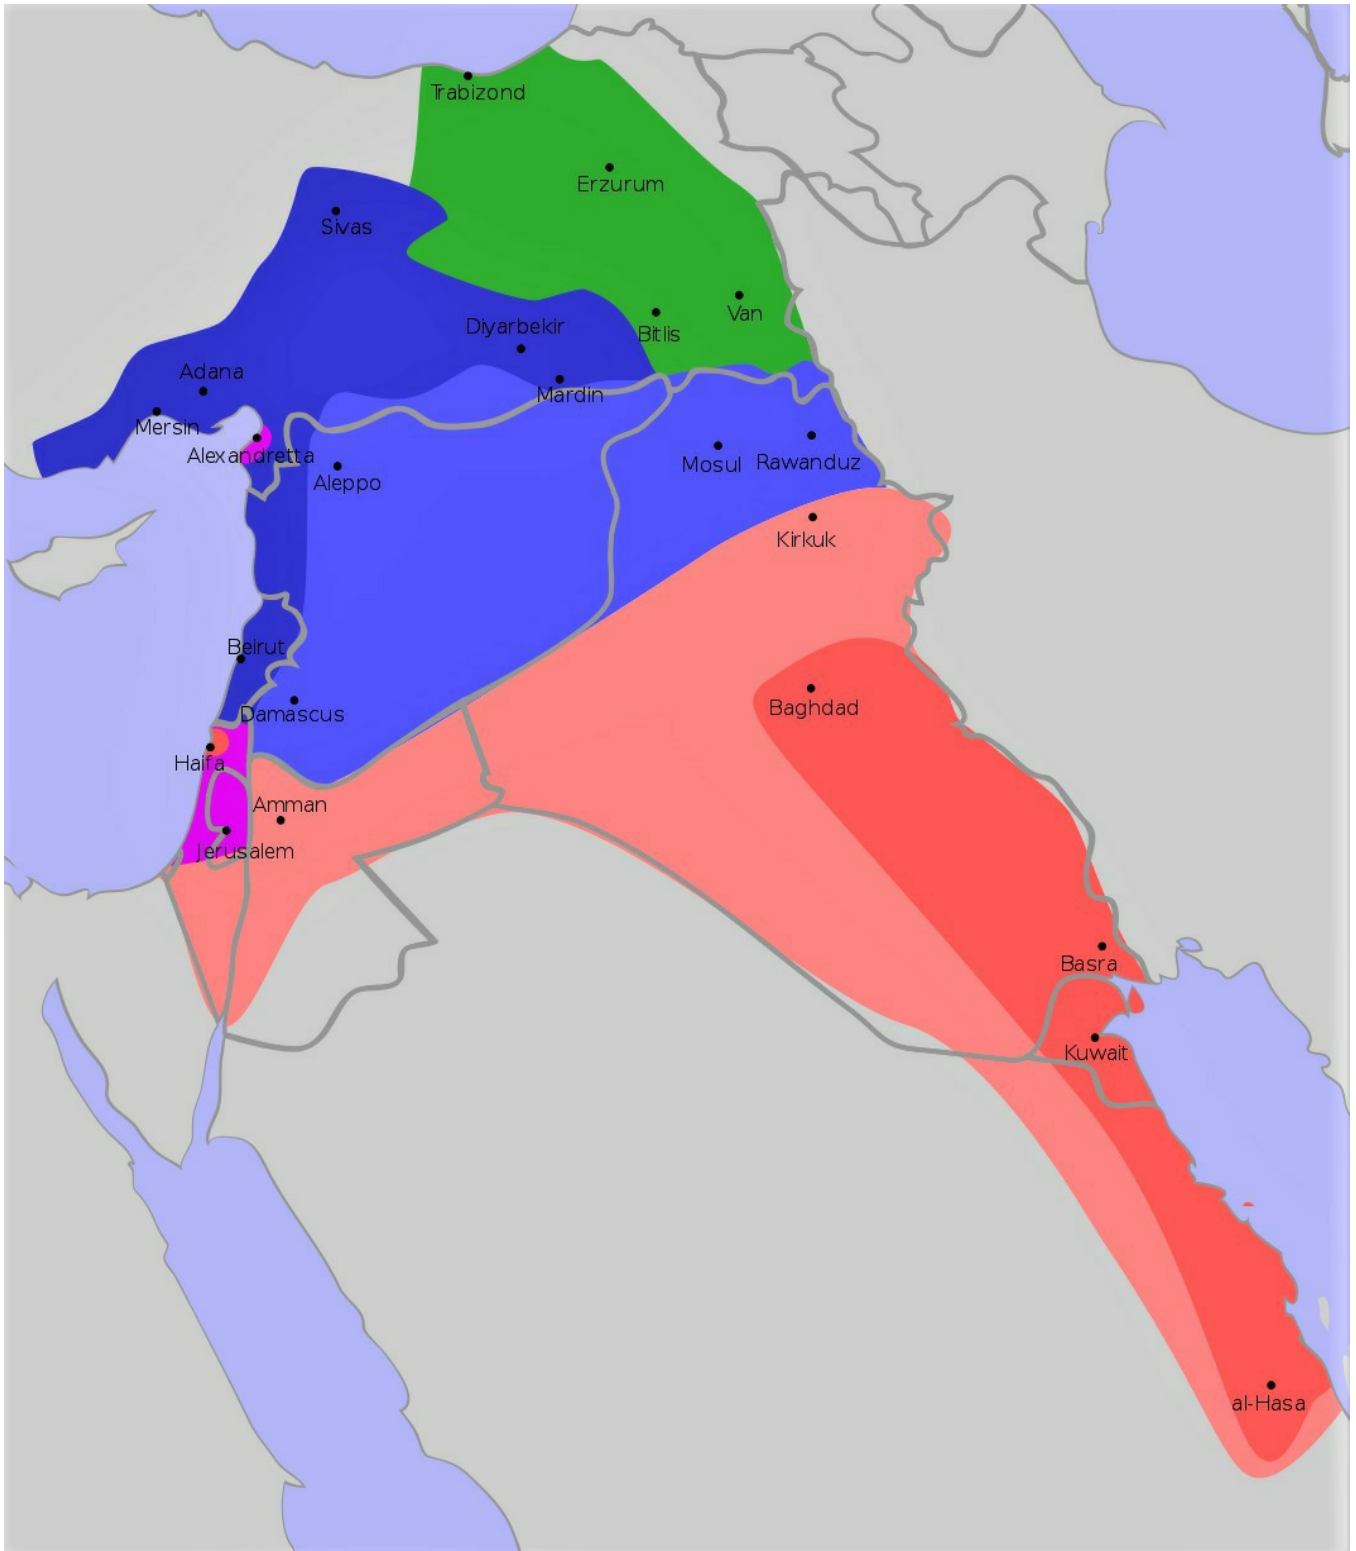 Trabizond
Erzurum
Sivas
Van
Diyarbekir
Bitlis
Adana
Mardin
Mersin
Alexandretta
Aleppo
Mosul
Rawanduz
Kirkuk
Beirut
Damascus
Baghdad
Haifa
Amman
Jerusalem
Basra
Kuwait
al-Hasa